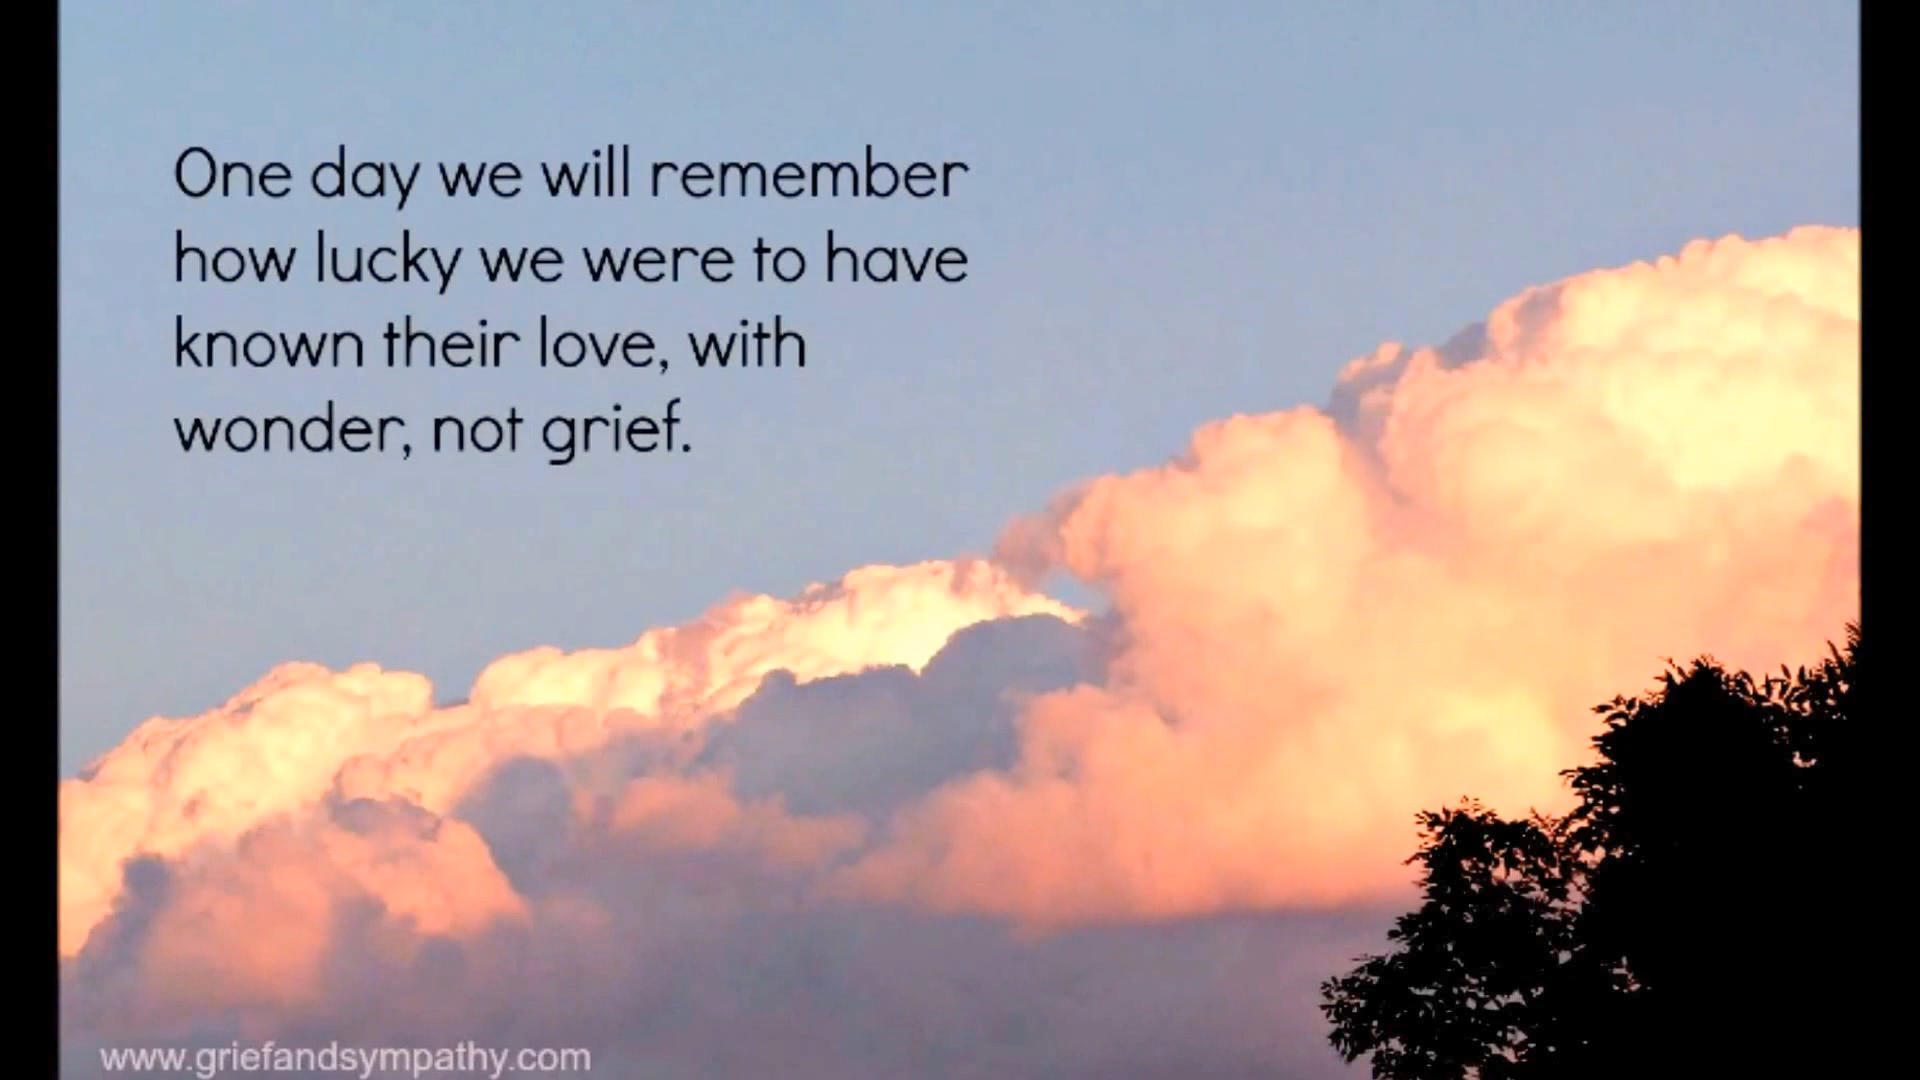 One day we will remember
how lucky we were to have
known their love, with
wonder, not grief.
www.griefandsympathy.com